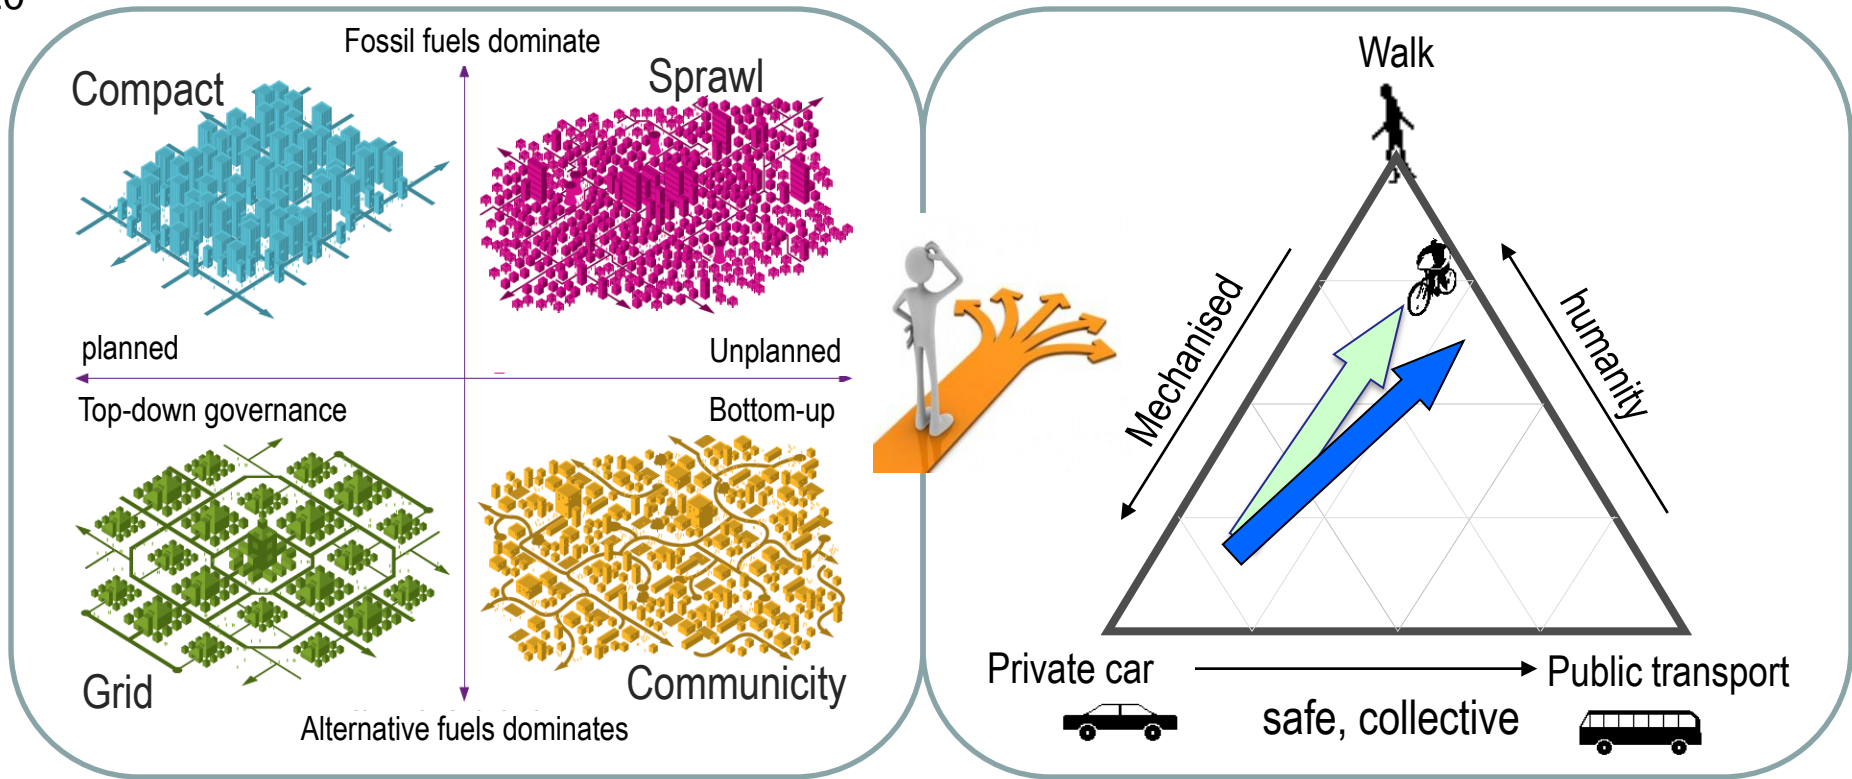 Fossil fuels dominate
Compact
Sprawl
planned
Unplanned
Top-down governance
Bottom-up
Grid
Communicity
Alternative fuels dominates
Walk
Mechanised
humanity
Private car
Public transport
safe, collective